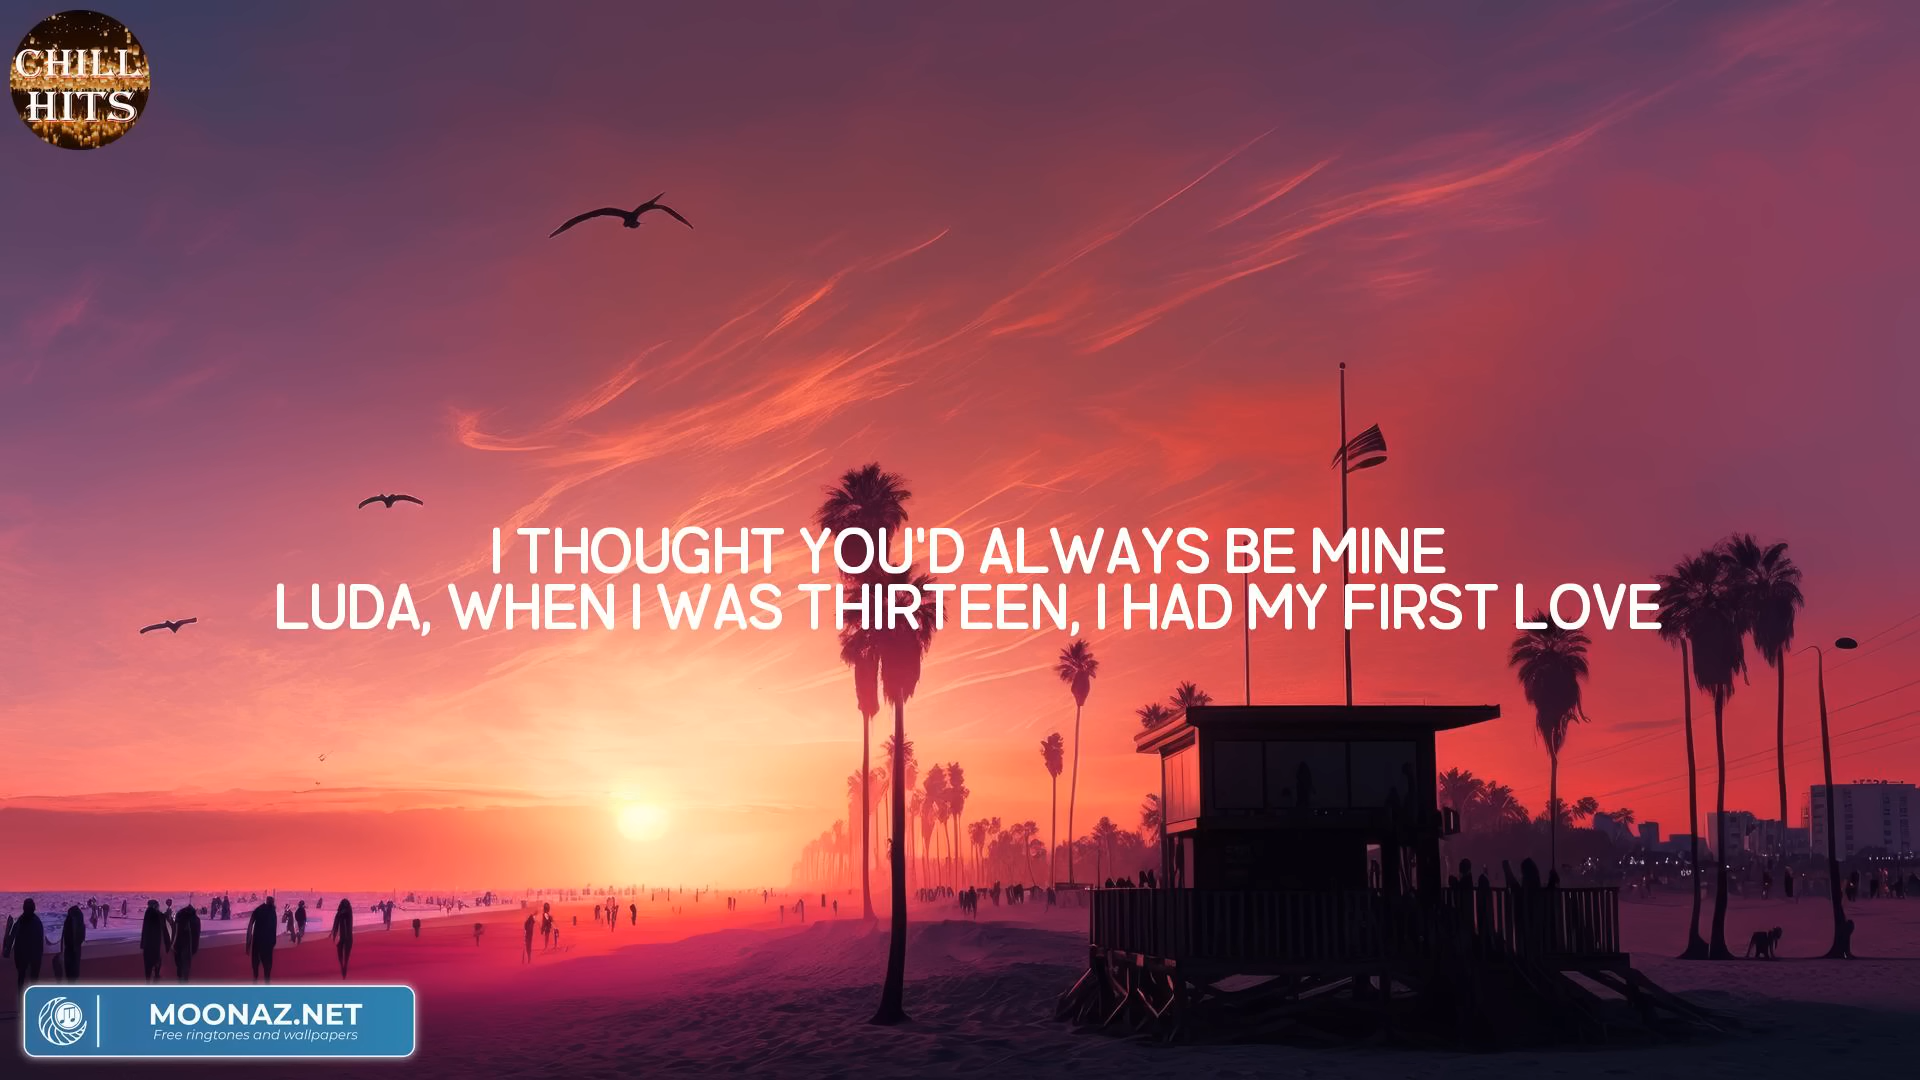 CHILL
HITS
I THOUGHT YOU'D ALWAYS BE MINE
LUDA, WHEN I WAS THIRTEEN, I HAD MY FIRST LOVE
MOONAZ.NET
Free ringtones and wallpapers